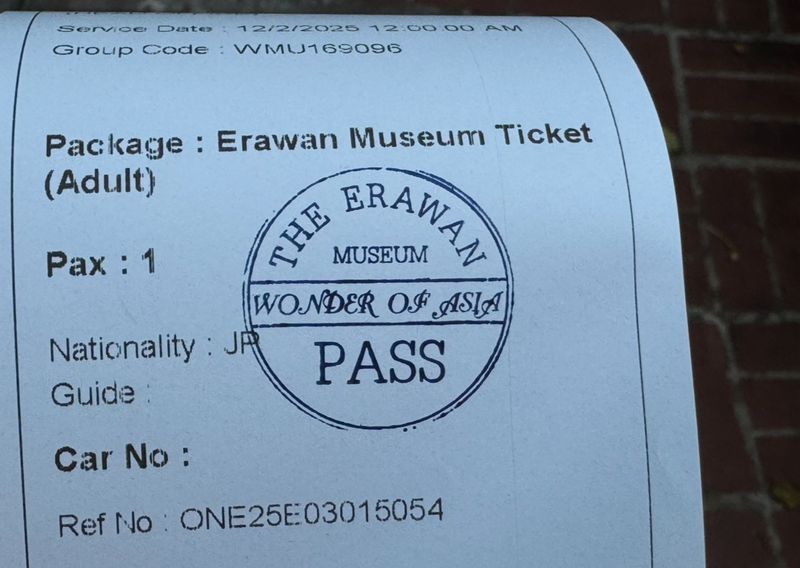 Service Date : 12/2/2025 12:00:00 AM
Group Code : WMU169096
Package : Erawan Museum Ticket
(Adult)
Pax : 1
THE ERAWAN
MUSEUM
WONDER OF ASIA
PASS
Nationality : JP
Guide :
Car No :
Ref No : ONE25E03015054